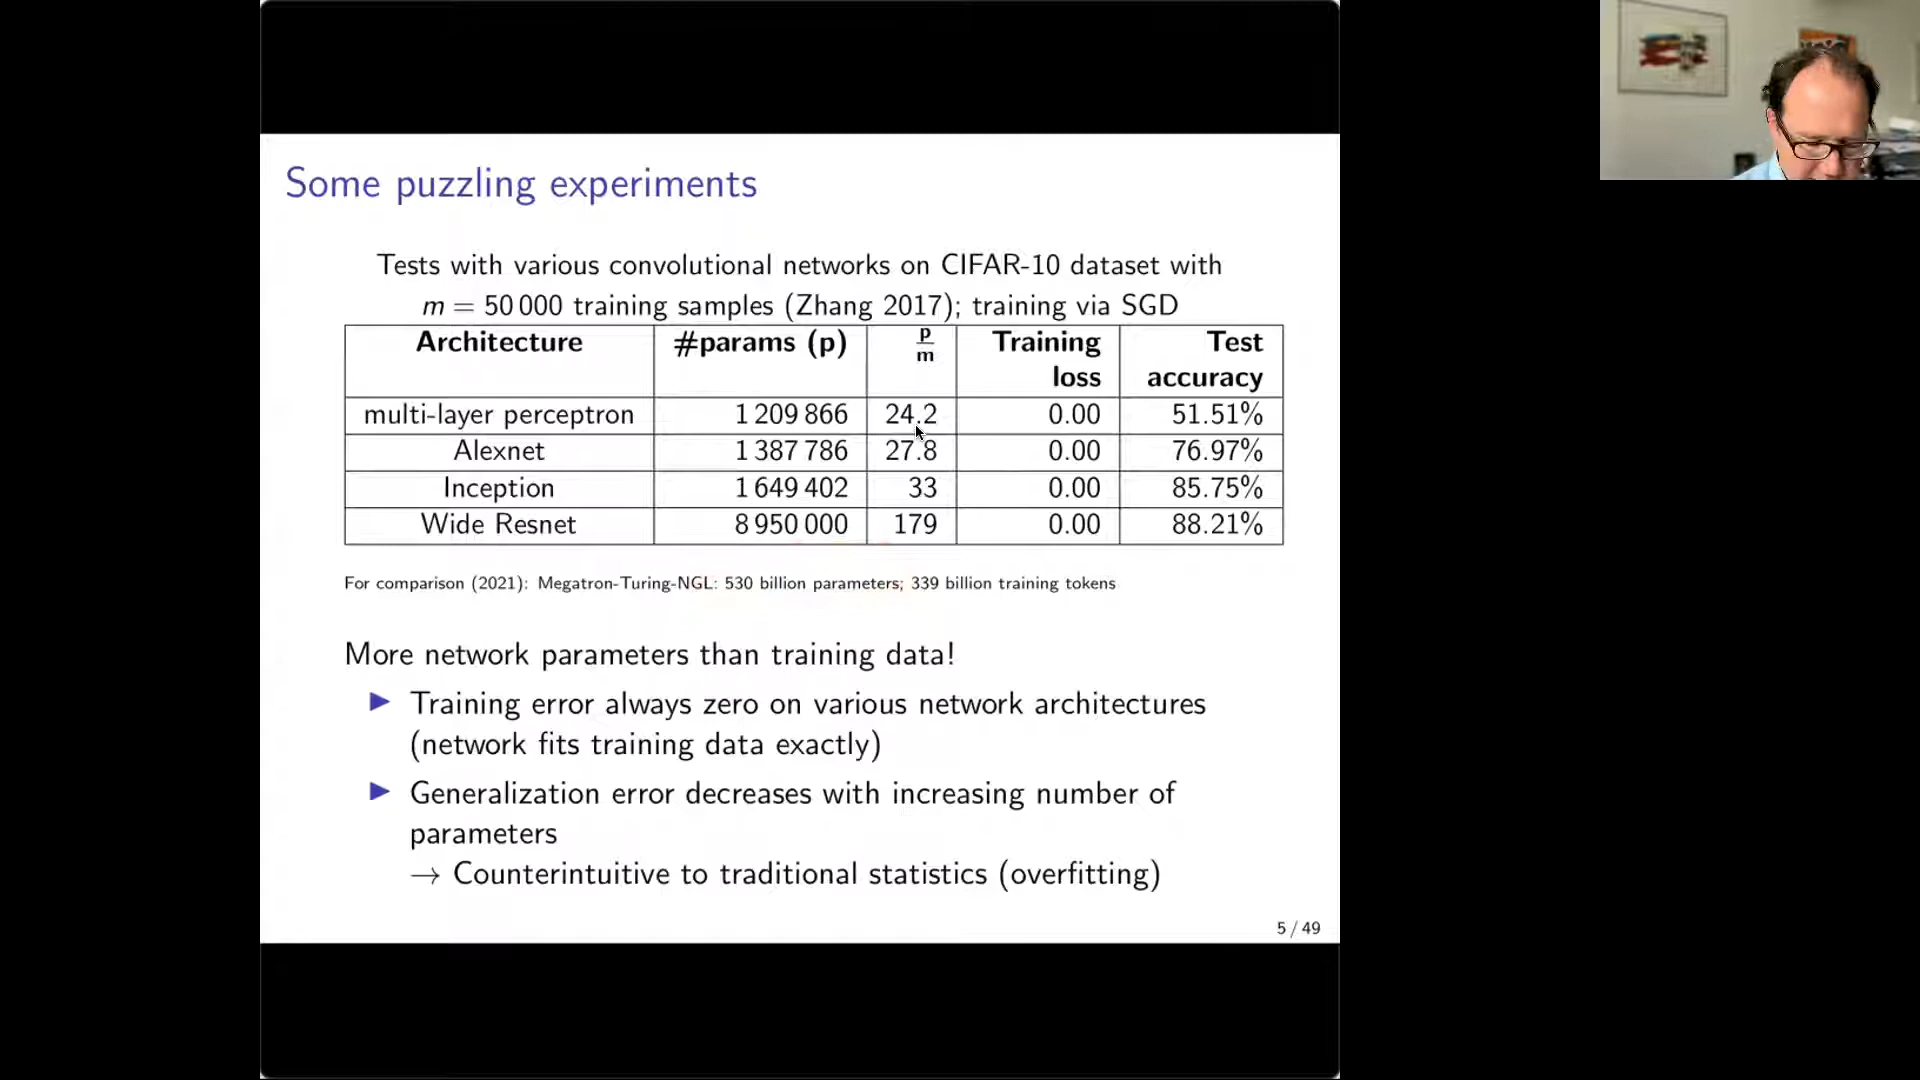 Some puzzling experiments
Tests with various convolutional networks on CIFAR-10 dataset with
m = 50 000 training samples (Zhang 2017); training via SGD
Architecture #params (p) p/m Training loss Test accuracy
multi-layer perceptron 1 209 866 24.2 0.00 51.51%
Alexnet 1 387 786 27.8 0.00 76.97%
Inception 1 649 402 33 0.00 85.75%
Wide Resnet 8 950 000 179 0.00 88.21%
For comparison (2021): Megatron-Turing-NGL: 530 billion parameters; 339 billion training tokens
More network parameters than training data!
▶ Training error always zero on various network architectures
(network fits training data exactly)
▶ Generalization error decreases with increasing number of
parameters
→ Counterintuitive to traditional statistics (overfitting)
5 / 49